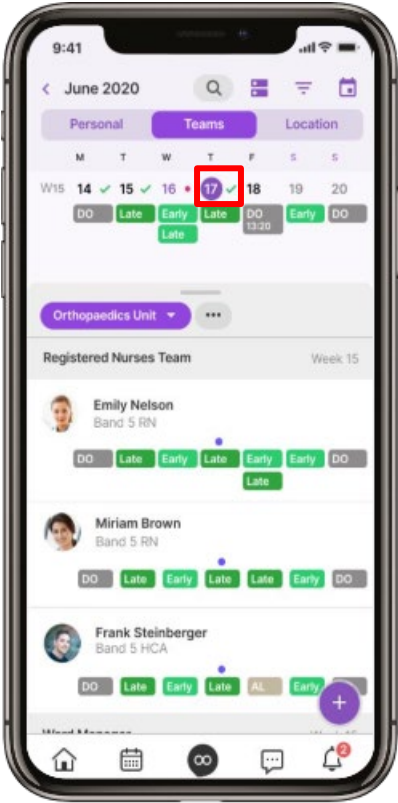 9:41
June 2020
Personal Teams Location
M T W T F S S
W15 14 15 16 17 18 19 20
DO Late Early Late DO Early DO
Late 13:20
Orthopaedics Unit
Registered Nurses Team Week 15
Emily Nelson
Band 5 RN
DO Late Early Late Early Early DO
Late
Miriam Brown
Band 5 RN
DO Late Early Late Late Early DO
Frank Steinberger
Band 5 HCA
DO Late Early Late AL Early
2